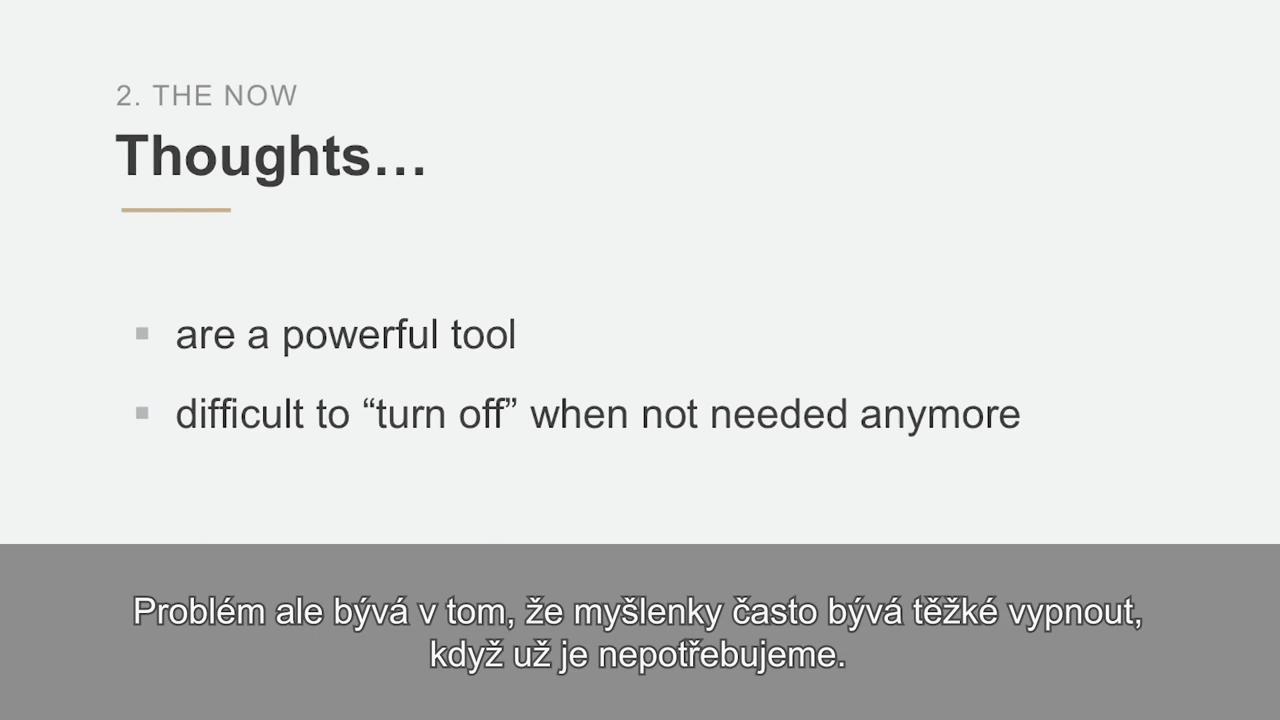 2. THE NOW
Thoughts…
▪ are a powerful tool
▪ difficult to “turn off” when not needed anymore
Problém ale bývá v tom, že myšlenky často bývá těžké vypnout,
když už je nepotřebujeme.